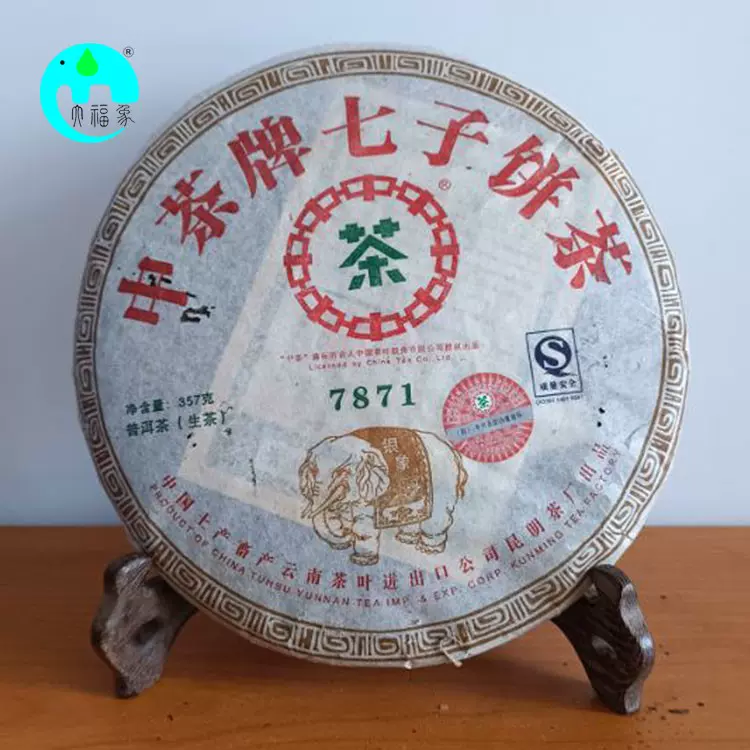 ®
大福象
中茶牌七子饼茶
茶
®
Licensed by China Tea Co., Ltd.
7871
净含量: 357克
普洱茶(生茶)
S
质量安全
茶
银象
中国土产畜产云南茶叶进出口公司昆明茶厂出品
PRODUCT OF CHINA TUHSU YUNNAN TEA IMP. & EXP. CORP. KUNMING TEA FACTORY